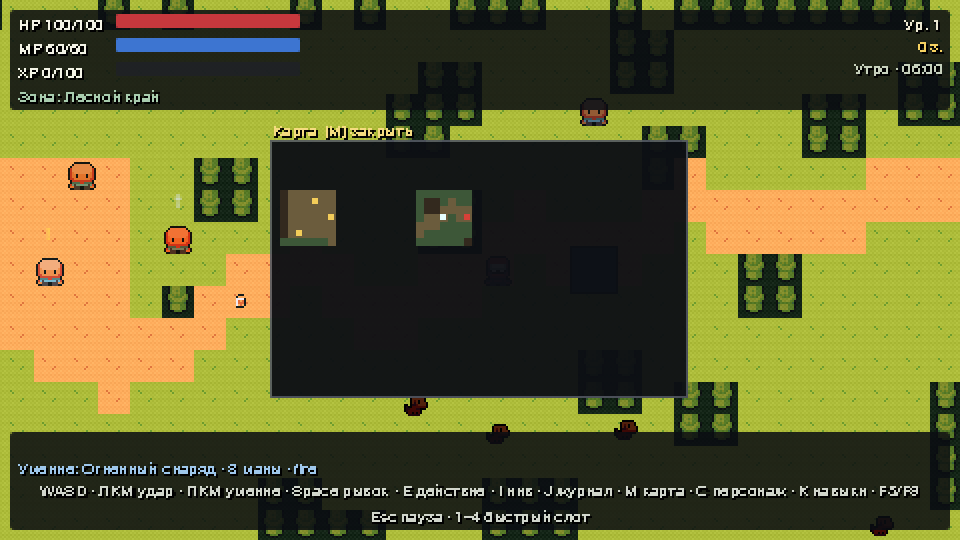 HP 100/100
Ур. 1
MP 60/60
0 з.
XP 0/100
Утро · 06:00
Зона: Лесной край
Карта [M] закрыть
Умение: Огненный снаряд · 8 маны · fire
WASD · ЛКМ удар · ПКМ умение · Space рывок · E действие · I инв · J журнал · M карта · C персонаж · K навыки · F5/F9
Esc пауза · 1–4 быстрый слот